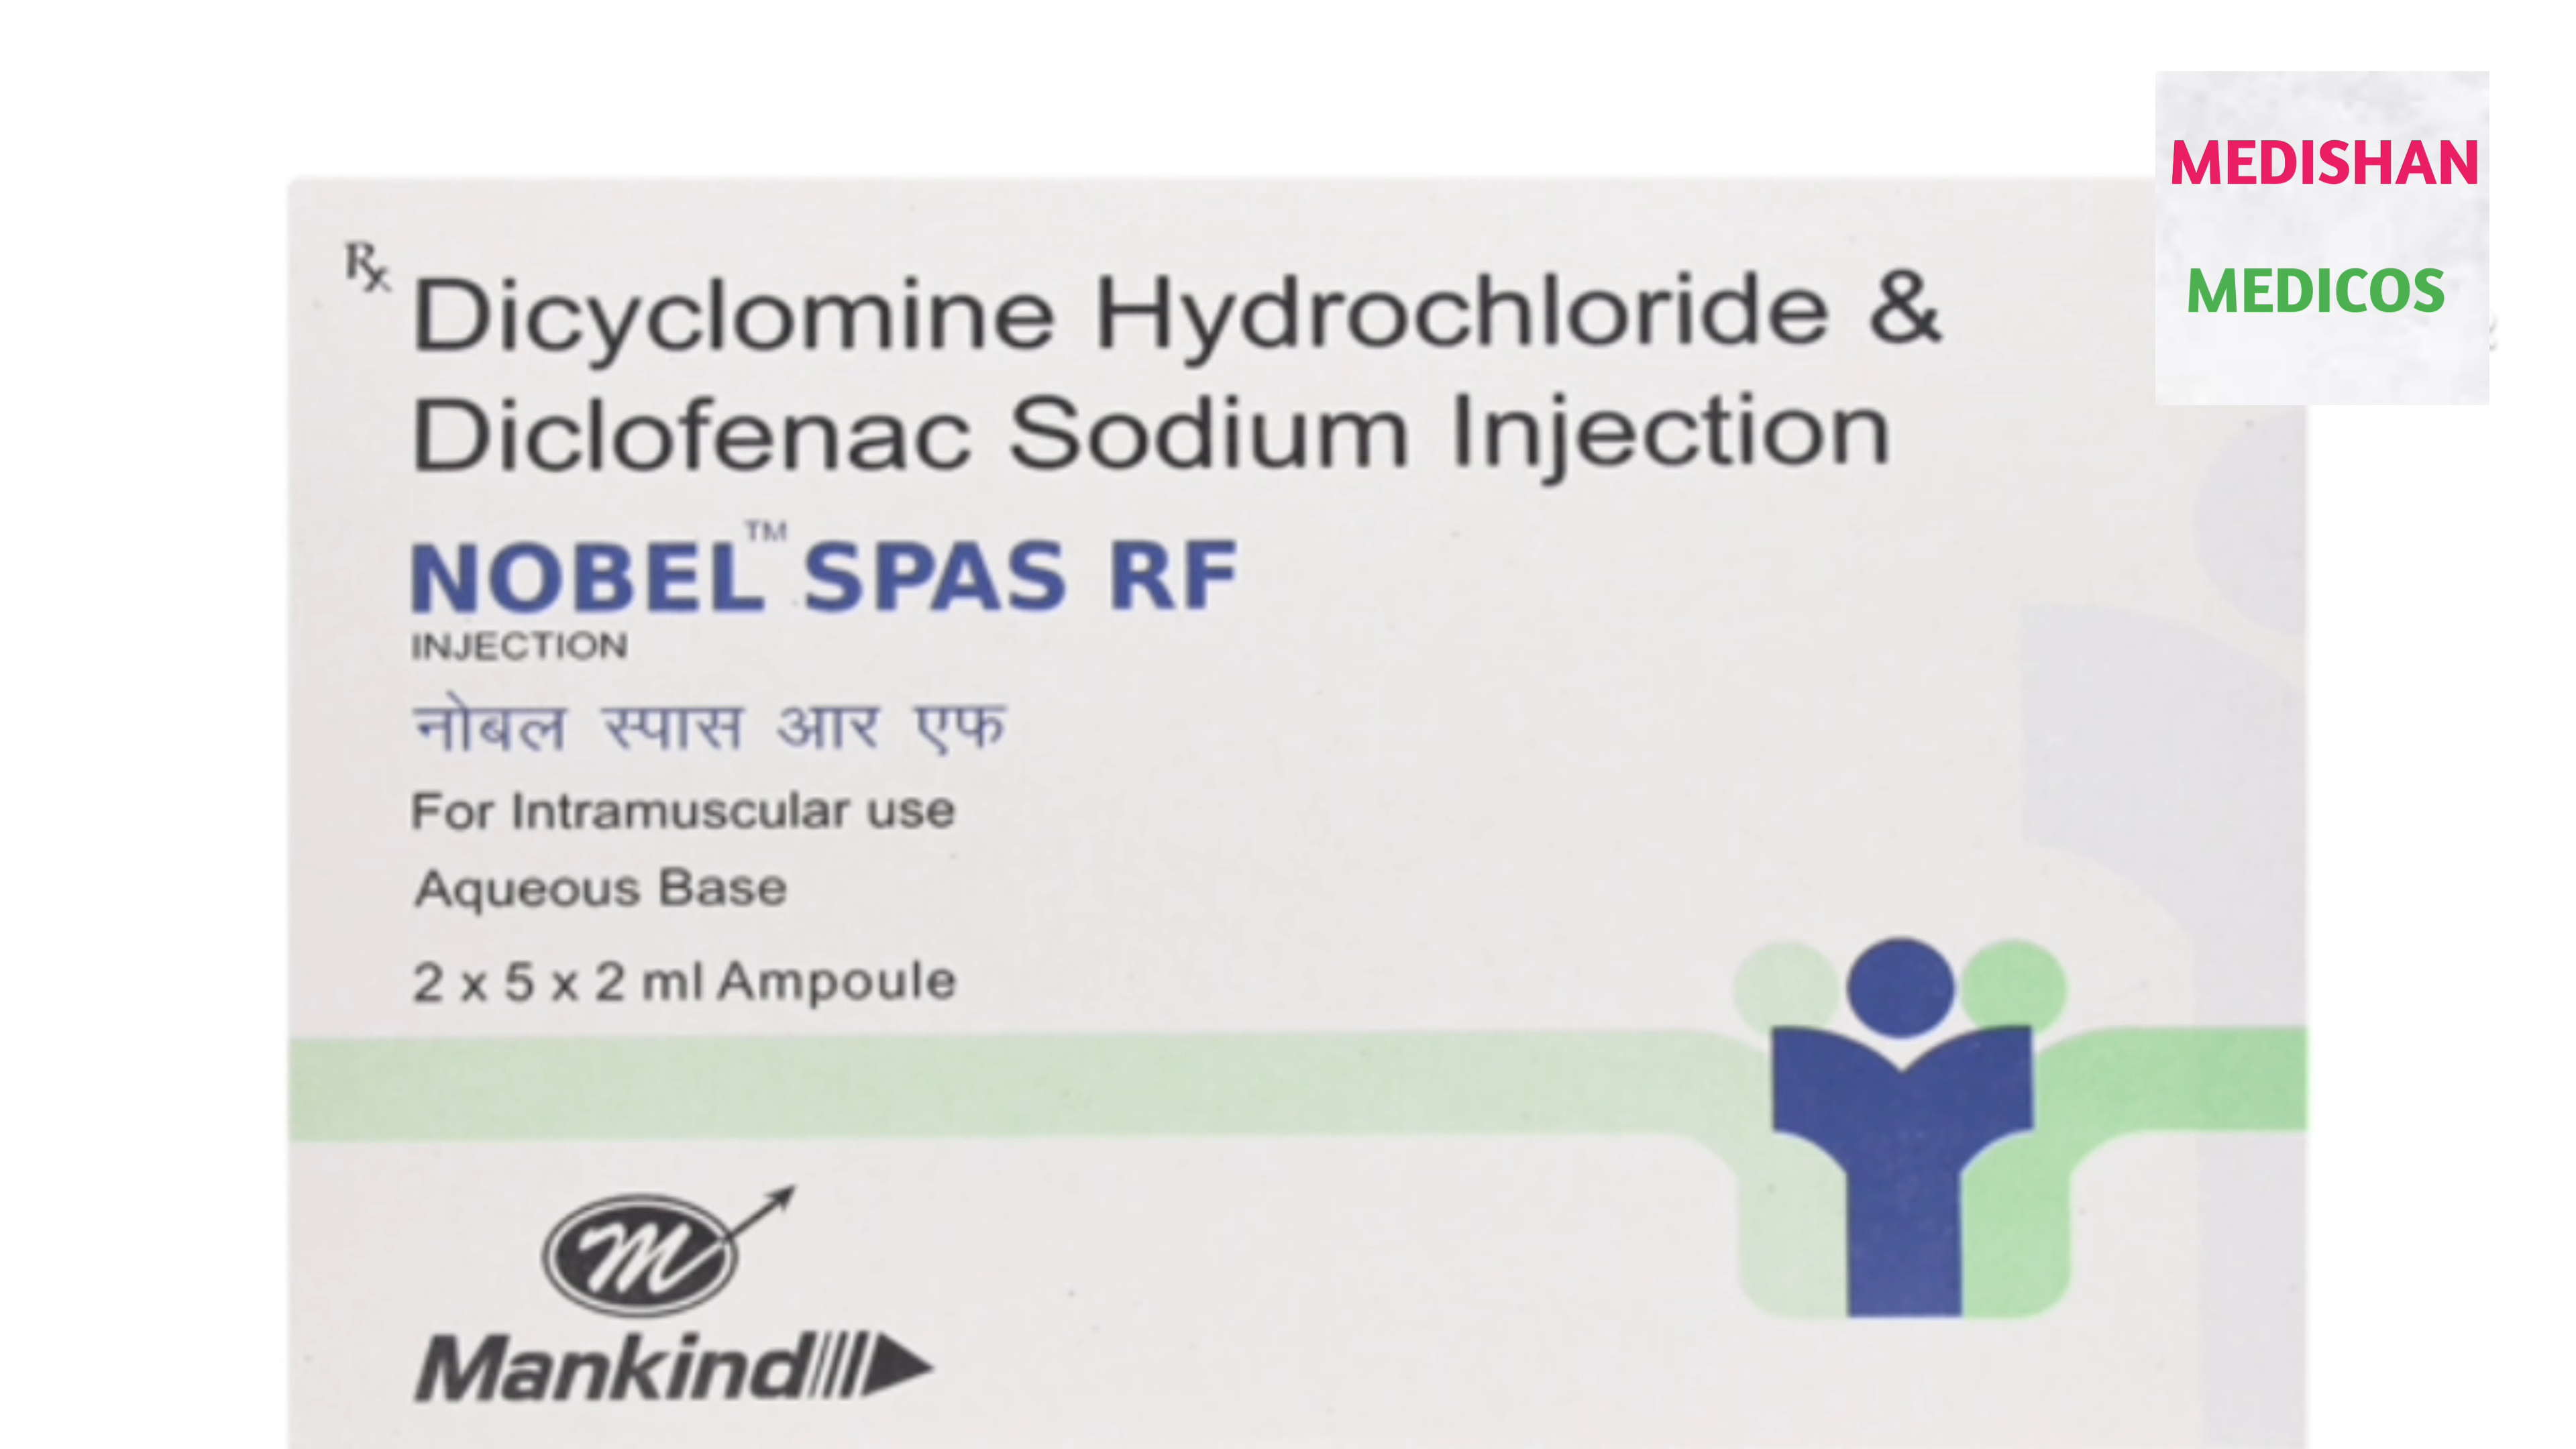 MEDISHAN
MEDICOS
Rx
Dicyclomine Hydrochloride &
Diclofenac Sodium Injection
NOBEL™ SPAS RF
INJECTION
नोबल स्पास आर एफ
For Intramuscular use
Aqueous Base
2 x 5 x 2 ml Ampoule
m
Mankind